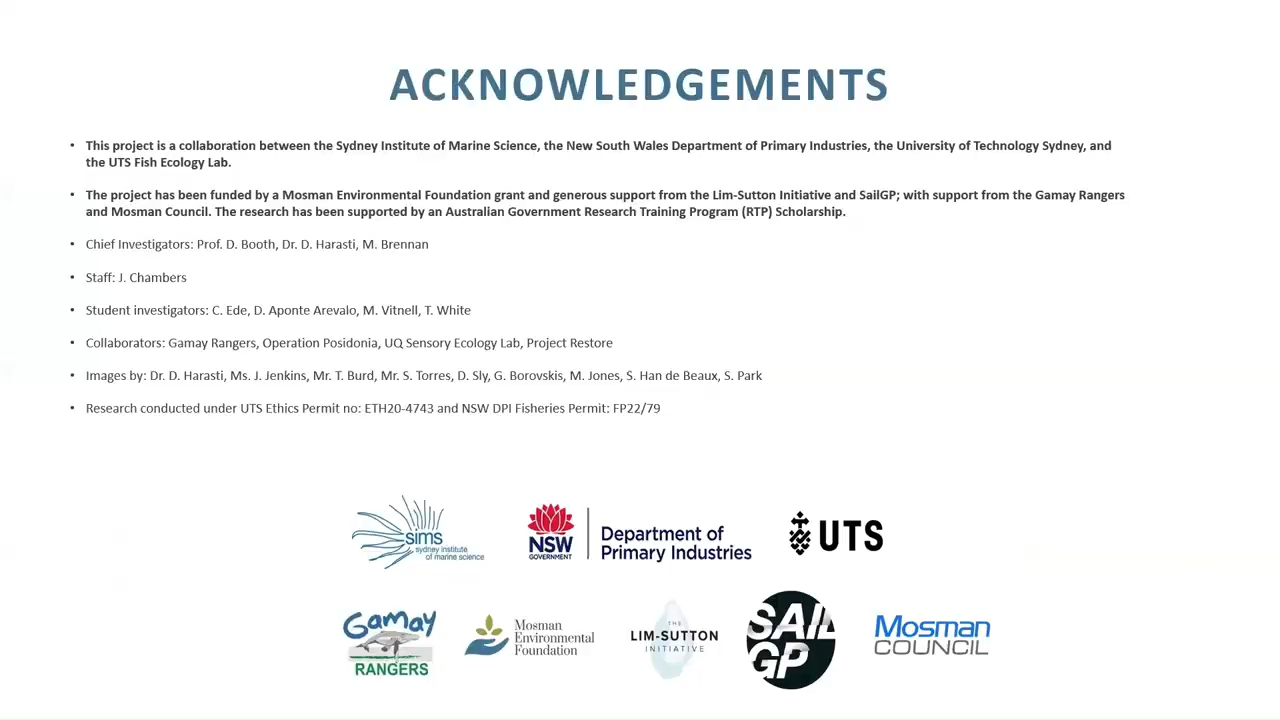 ACKNOWLEDGEMENTS
• This project is a collaboration between the Sydney Institute of Marine Science, the New South Wales Department of Primary Industries, the University of Technology Sydney, and
the UTS Fish Ecology Lab.
• The project has been funded by a Mosman Environmental Foundation grant and generous support from the Lim-Sutton Initiative and SailGP; with support from the Gamay Rangers
and Mosman Council. The research has been supported by an Australian Government Research Training Program (RTP) Scholarship.
• Chief Investigators: Prof. D. Booth, Dr. D. Harasti, M. Brennan
• Staff: J. Chambers
• Student investigators: C. Ede, D. Aponte Arevalo, M. Vitnell, T. White
• Collaborators: Gamay Rangers, Operation Posidonia, UQ Sensory Ecology Lab, Project Restore
• Images by: Dr. D. Harasti, Ms. J. Jenkins, Mr. T. Burd, Mr. S. Torres, D. Sly, G. Borovskis, M. Jones, S. Han de Beaux, S. Park
• Research conducted under UTS Ethics Permit no: ETH20-4743 and NSW DPI Fisheries Permit: FP22/79
sims
sydney institute
of marine science
NSW
GOVERNMENT
Department of
Primary Industries
UTS
Gamay
RANGERS
Mosman
Environmental
Foundation
THE
LIM-SUTTON
INITIATIVE
SAIL
GP
Mosman
COUNCIL